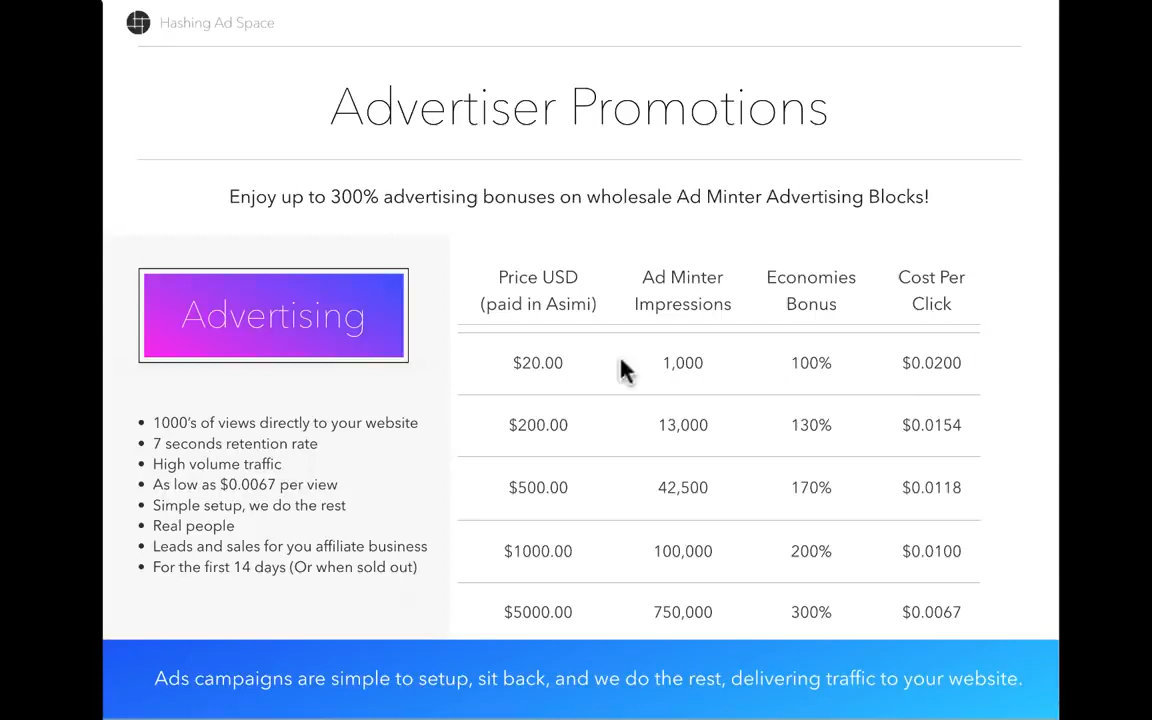 Hashing Ad Space
Advertiser Promotions
Enjoy up to 300% advertising bonuses on wholesale Ad Minter Advertising Blocks!
Advertising
• 1000's of views directly to your website
• 7 seconds retention rate
• High volume traffic
• As low as $0.0067 per view
• Simple setup, we do the rest
• Real people
• Leads and sales for you affiliate business
• For the first 14 days (Or when sold out)
Price USD Ad Minter Economies Cost Per
(paid in Asimi) Impressions Bonus Click
$20.00 1,000 100% $0.0200
$200.00 13,000 130% $0.0154
$500.00 42,500 170% $0.0118
$1000.00 100,000 200% $0.0100
$5000.00 750,000 300% $0.0067
Ads campaigns are simple to setup, sit back, and we do the rest, delivering traffic to your website.